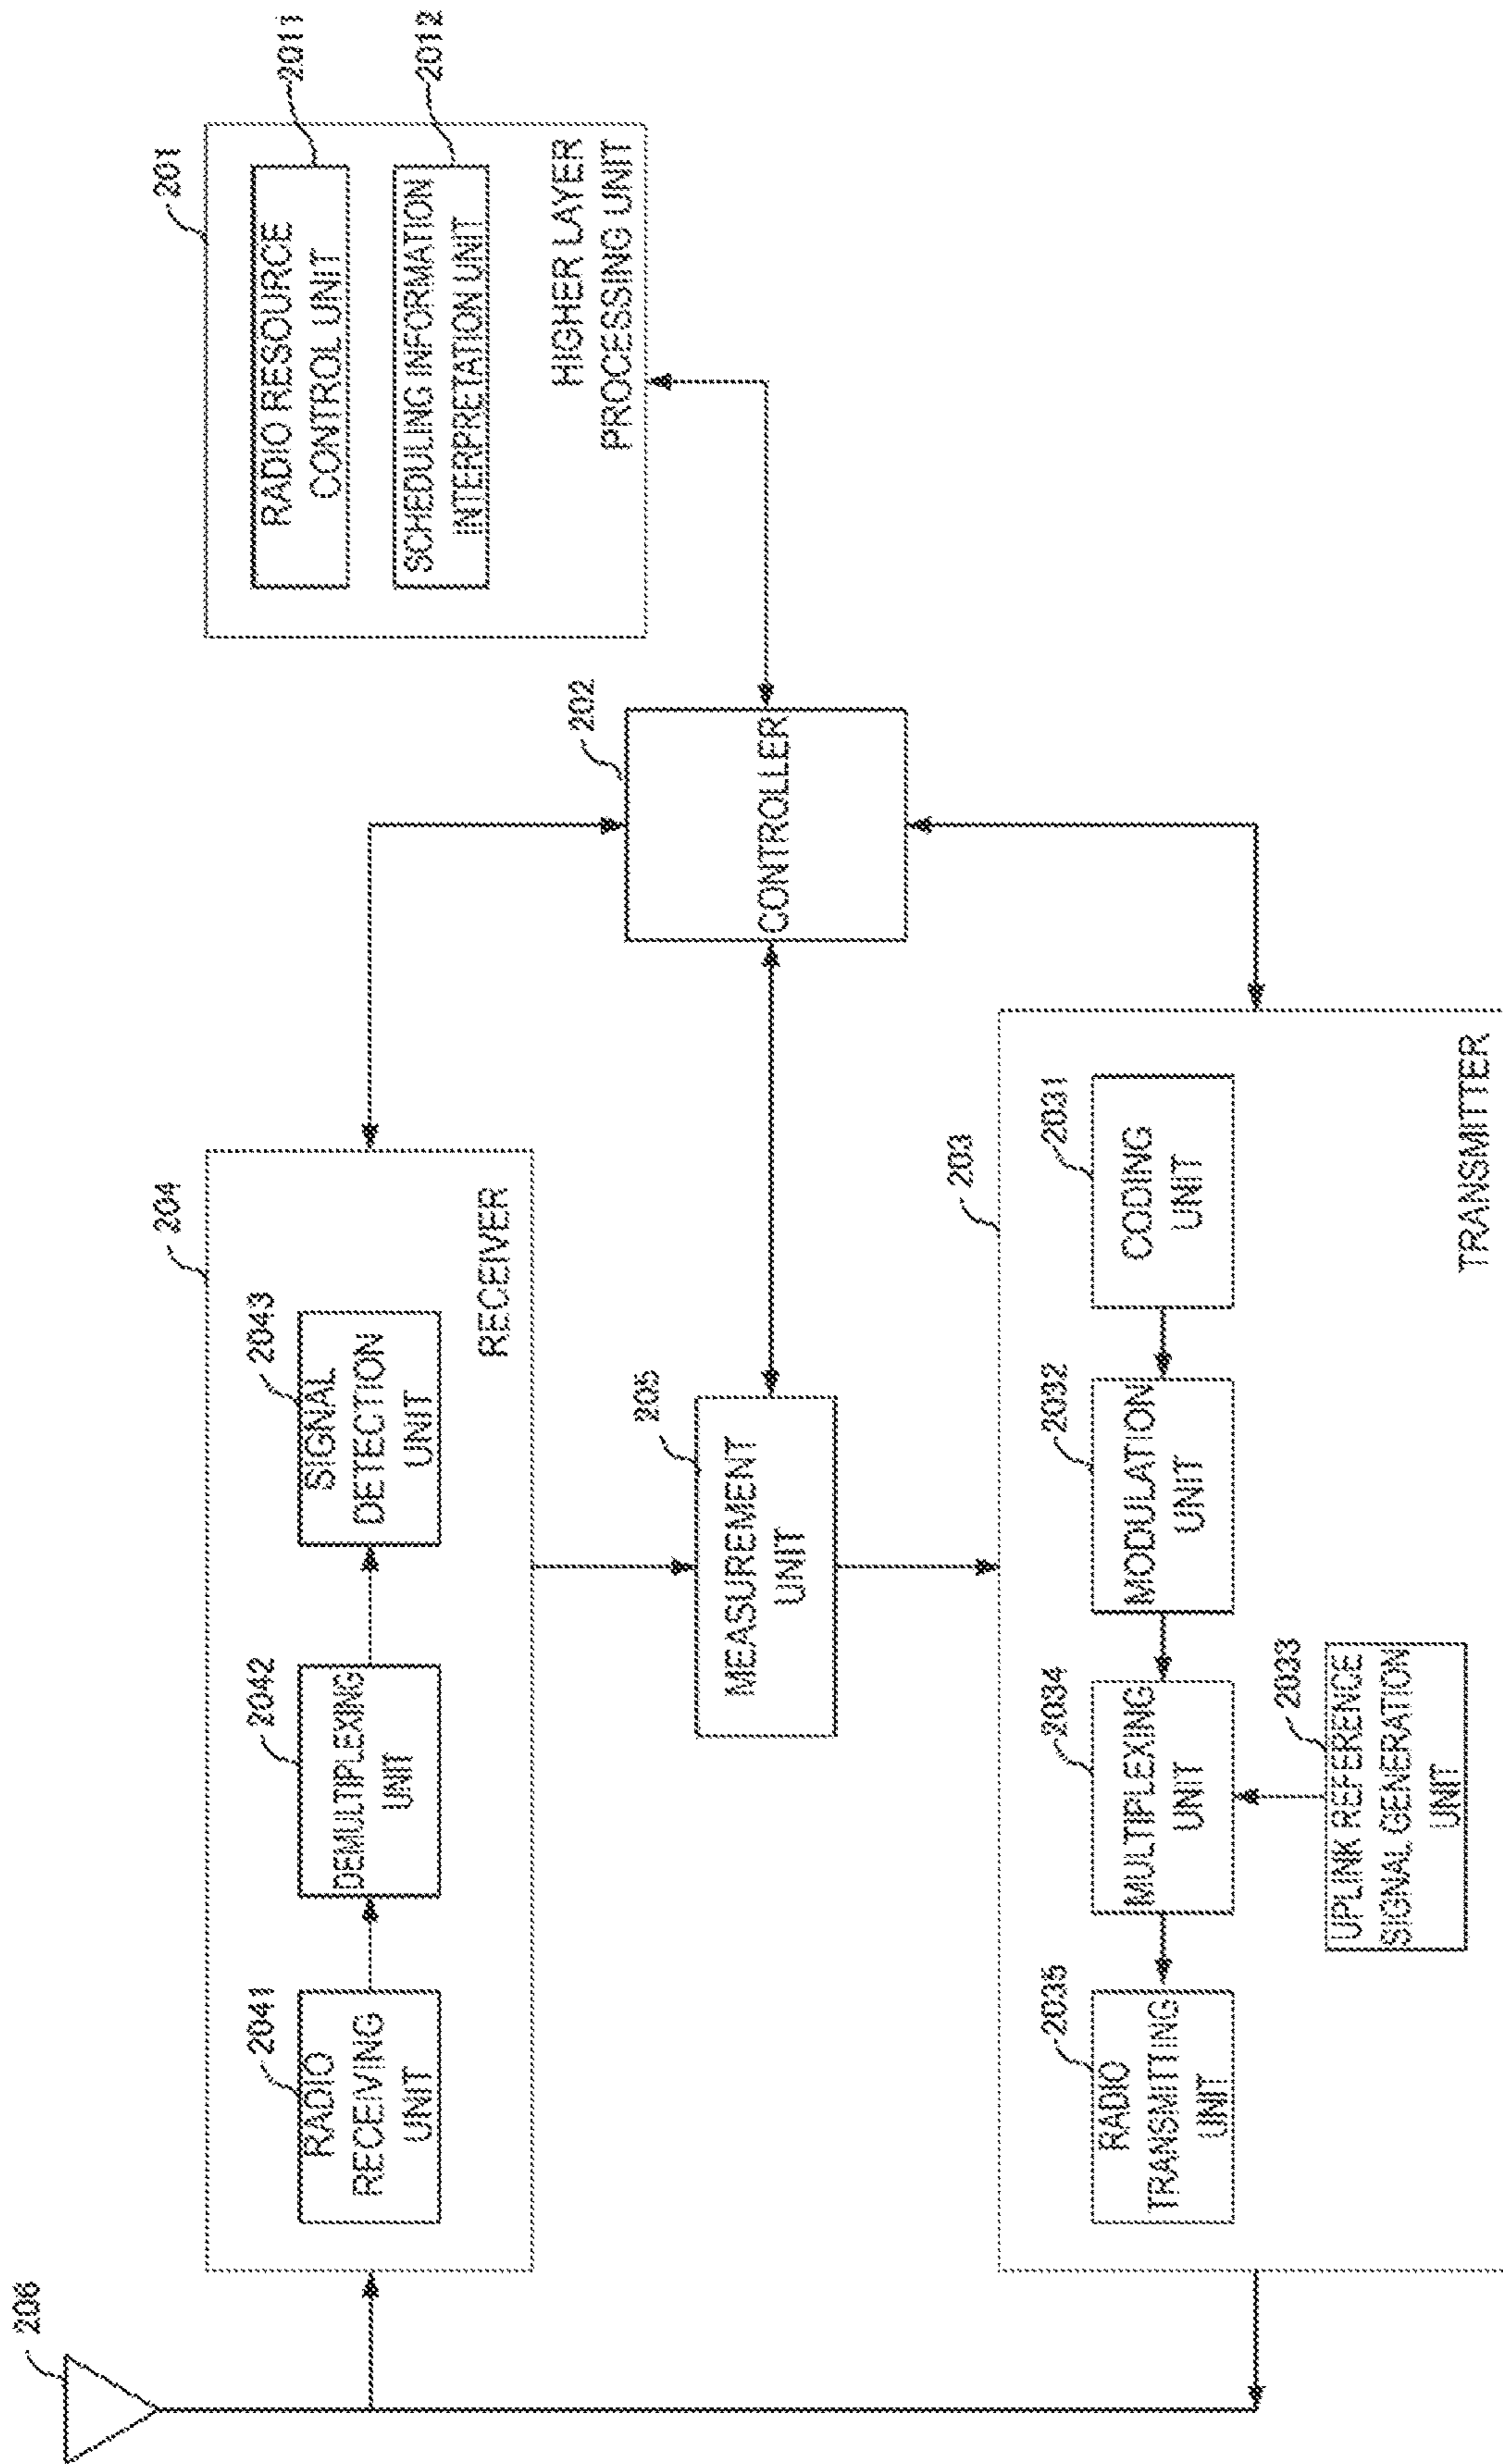 206
204
2041
RADIO
RECEIVING
UNIT
2042
DEMULTIPLEXING
UNIT
2043
SIGNAL
DETECTION
UNIT
RECEIVER
201
RADIO RESOURCE
CONTROL UNIT
2011
SCHEDULING INFORMATION
INTERPRETATION UNIT
2012
HIGHER LAYER
PROCESSING UNIT
205
MEASUREMENT
UNIT
202
CONTROLLER
203
2035
RADIO
TRANSMITTING
UNIT
2034
MULTIPLEXING
UNIT
2032
MODULATION
UNIT
2031
CODING
UNIT
2033
UPLINK REFERENCE
SIGNAL GENERATION
UNIT
TRANSMITTER